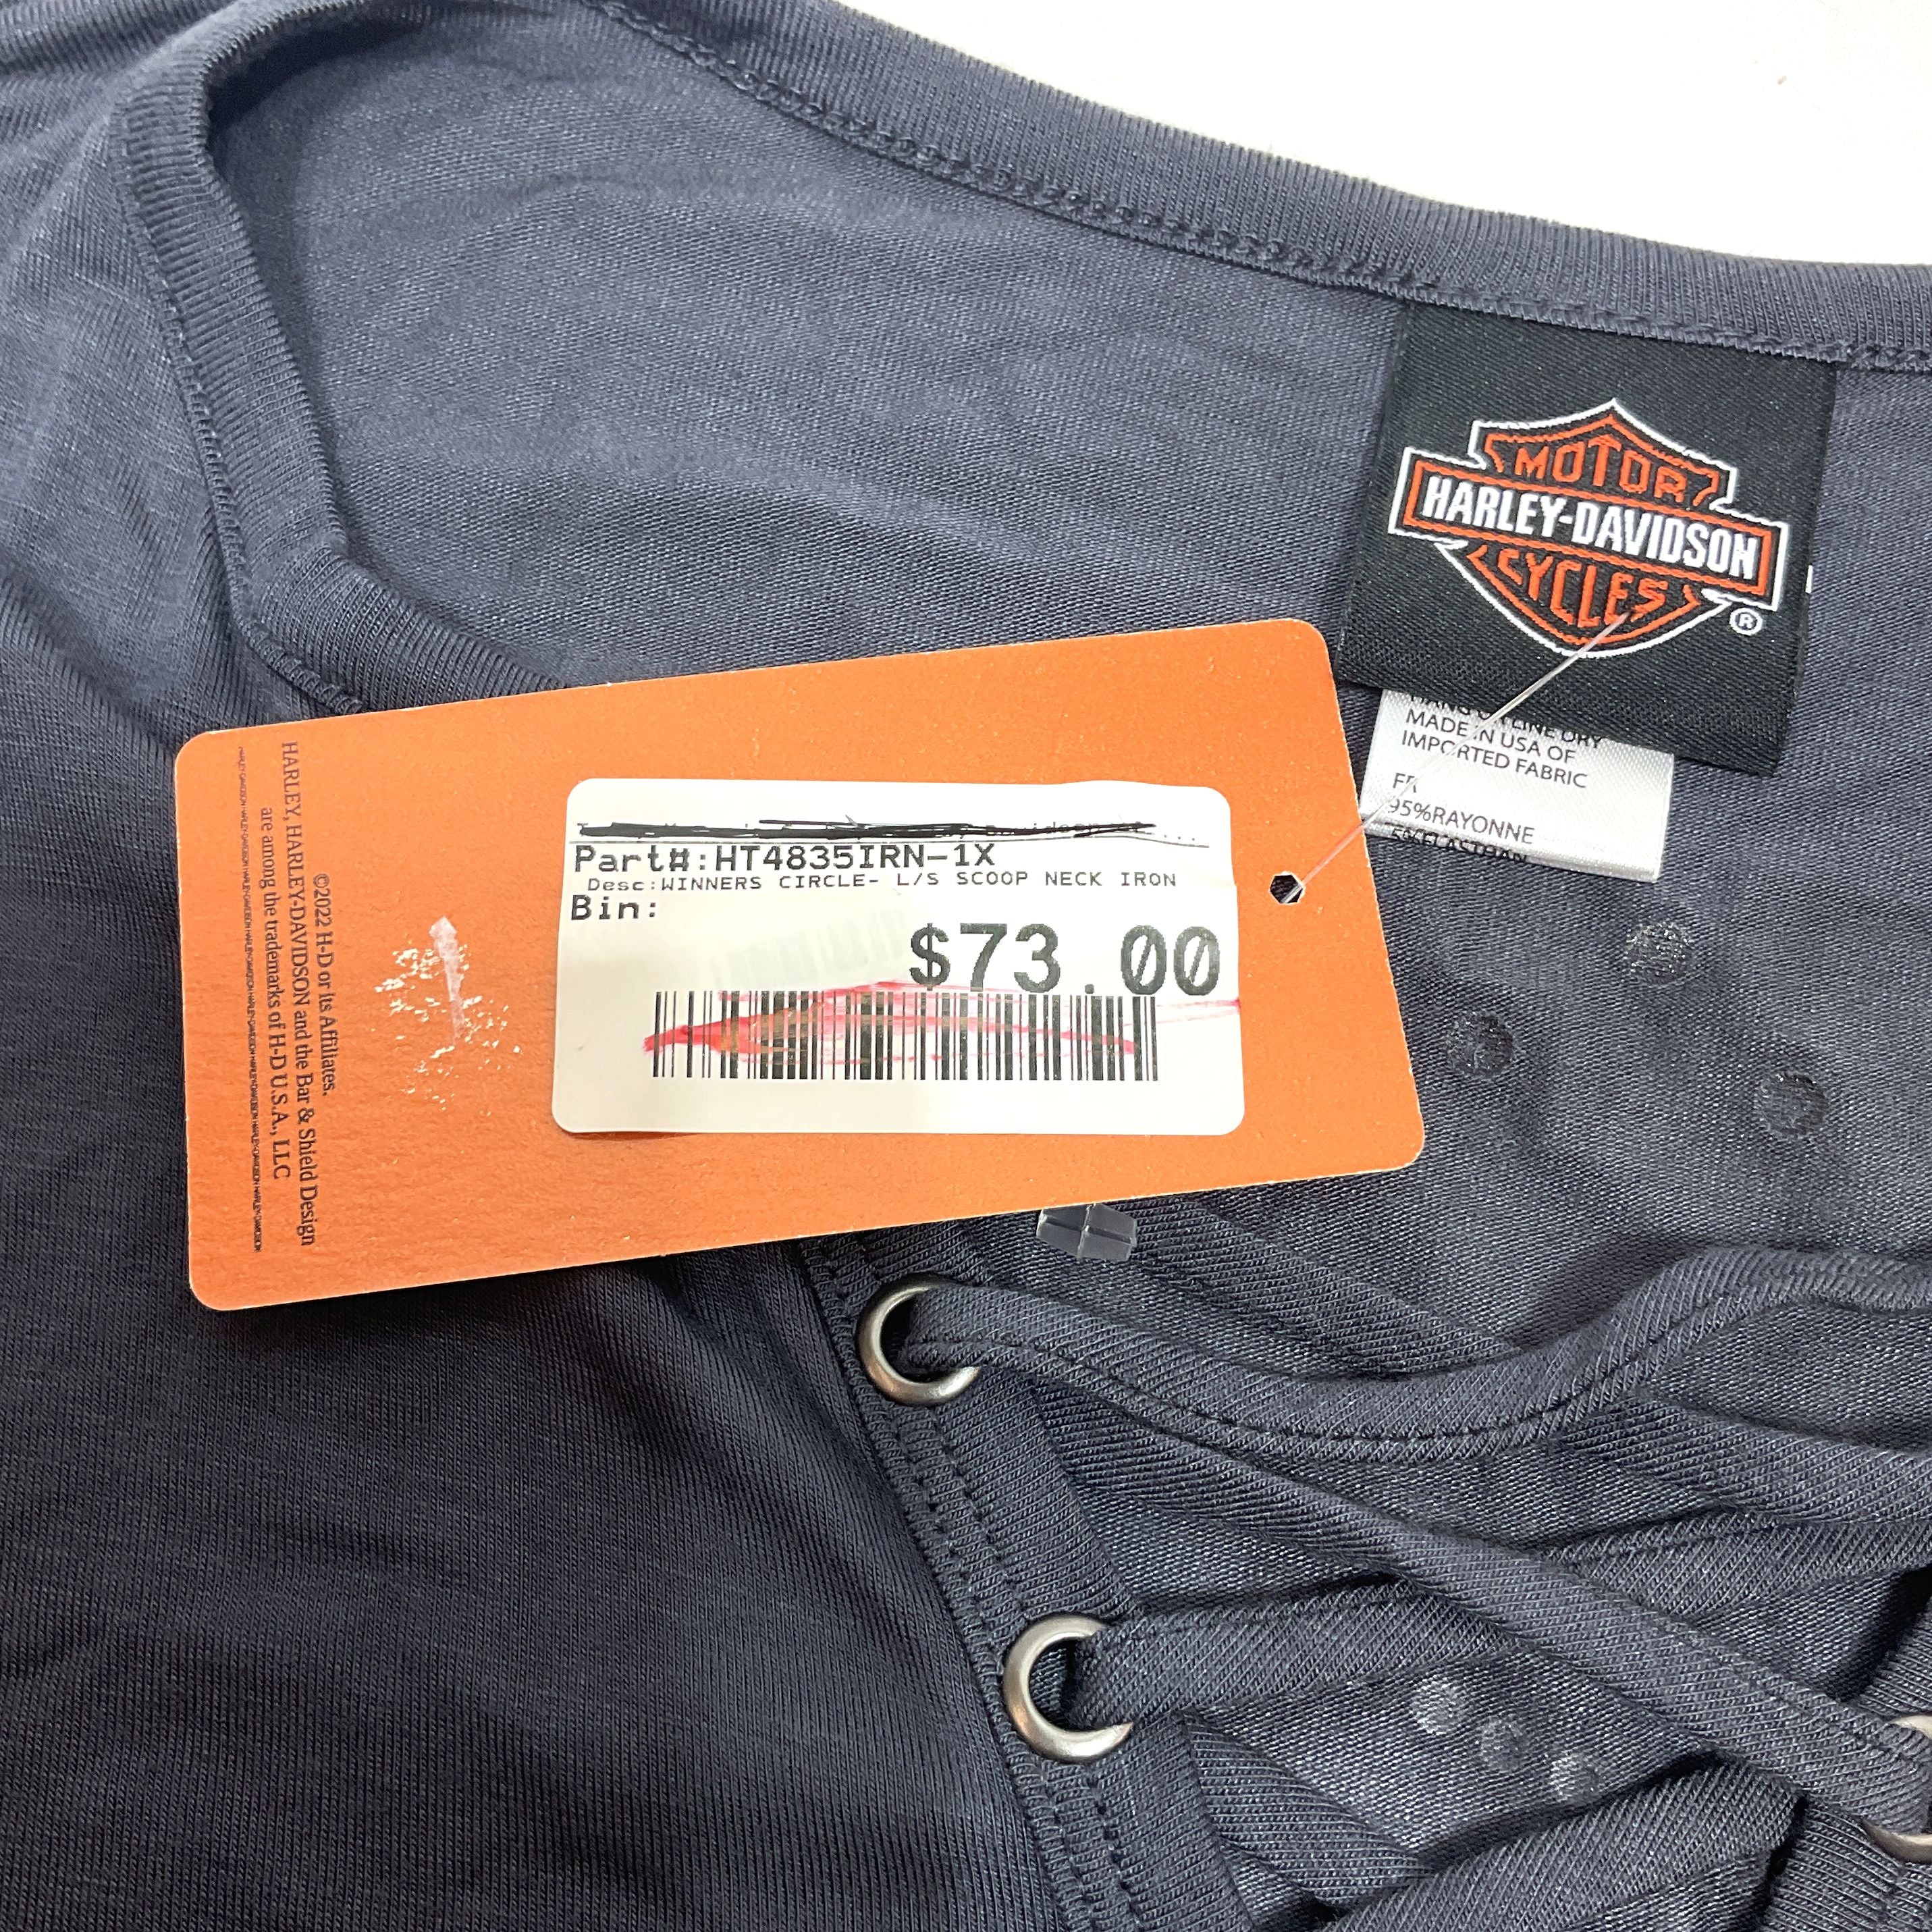 MOTOR
HARLEY-DAVIDSON
CYCLES
®
MADE IN USA OF
IMPORTED FABRIC
FR
95%RAYONNE
Part#:HT4835IRN-1X
Desc:WINNERS CIRCLE- L/S SCOOP NECK IRON
Bin:
$73.00
©2022 H-D or its Affiliates.
HARLEY, HARLEY-DAVIDSON and the Bar & Shield Design
are among the trademarks of H-D U.S.A., LLC